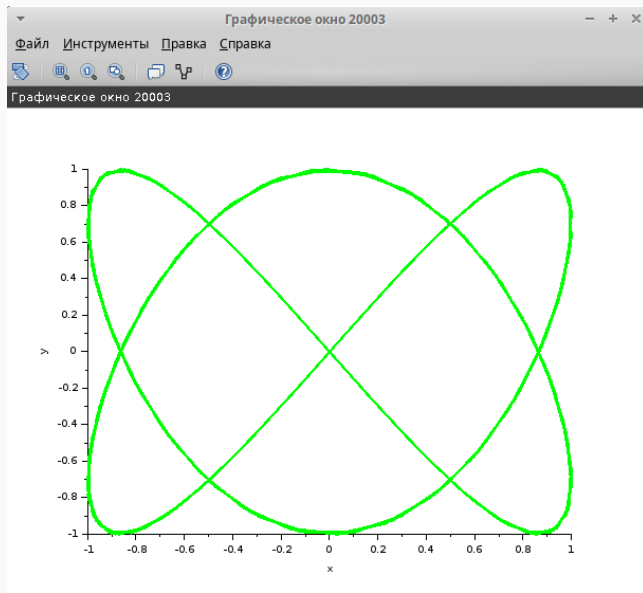 Графическое окно 20003
Файл Инструменты Правка Справка
Графическое окно 20003
1
0.8
0.6
0.4
0.2
0
-0.2
-0.4
-0.6
-0.8
-1
y
-1 -0.8 -0.6 -0.4 -0.2 0 0.2 0.4 0.6 0.8 1
x